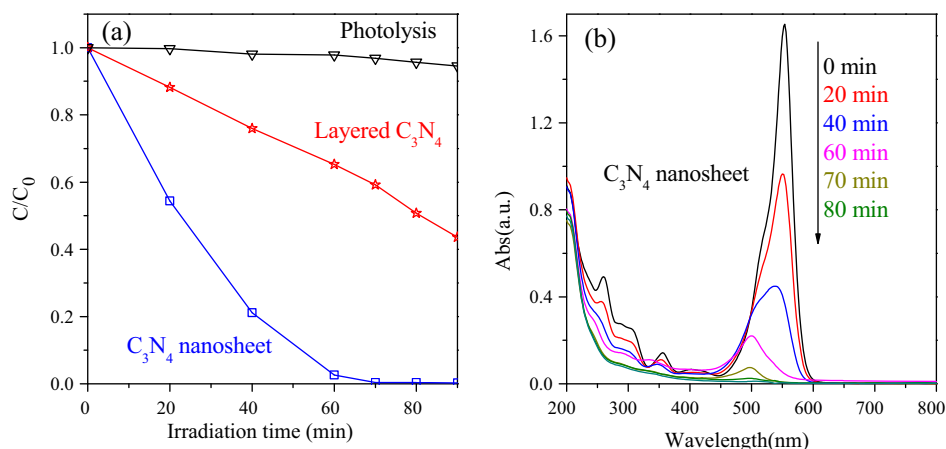 (a)
Photolysis
Layered C₃N₄
C₃N₄ nanosheet
C/C₀
1.0
0.8
0.6
0.4
0.2
0.0
0 20 40 60 80
Irradiation time (min)
(b)
0 min
20 min
40 min
60 min
70 min
80 min
C₃N₄ nanosheet
Abs(a.u.)
1.6
1.2
0.8
0.4
0.0
200 300 400 500 600 700 800
Wavelength(nm)